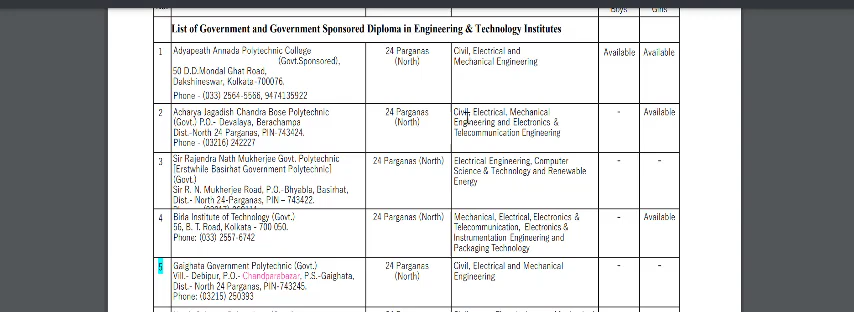 Boys Girls
List of Government and Government Sponsored Diploma in Engineering & Technology Institutes
1 Adyapeath Annada Polytechnic College 24 Parganas Civil, Electrical and Available Available
(Govt.Sponsored), (North) Mechanical Engineering
50 D.D.Mondal Ghat Road,
Dakshineswar, Kolkata-700076.
Phone - (033) 2564-5566, 9474135922
2 Acharya Jagadish Chandra Bose Polytechnic 24 Parganas Civil, Electrical, Mechanical - Available
(Govt.) P.O.- Devalaya, Berachampa (North) Engineering and Electronics &
Dist.-North 24 Parganas, PIN-743424. Telecommunication Engineering
Phone - (03216) 242227
3 Sir Rajendra Nath Mukherjee Govt. Polytechnic 24 Parganas (North) Electrical Engineering, Computer - -
[Erstwhile Basirhat Government Polytechnic] Science & Technology and Renewable
(Govt.) Energy
Sir R. N. Mukherjee Road, P.O.-Bhyabla, Basirhat,
Dist.- North 24-Parganas, PIN – 743422.
4 Birla Institute of Technology (Govt.) 24 Parganas (North) Mechanical, Electrical, Electronics & - Available
56, B. T. Road, Kolkata - 700 050. Telecommunication, Electronics &
Phone: (033) 2557-6742 Instrumentation Engineering and
Packaging Technology
5 Gaighata Government Polytechnic (Govt.) 24 Parganas Civil, Electrical and Mechanical - -
Vill.- Debipur, P.O.- Chandparabazar, P.S.-Gaighata, (North) Engineering
Dist.- North 24 Parganas, PIN-743245.
Phone: (03215) 250393